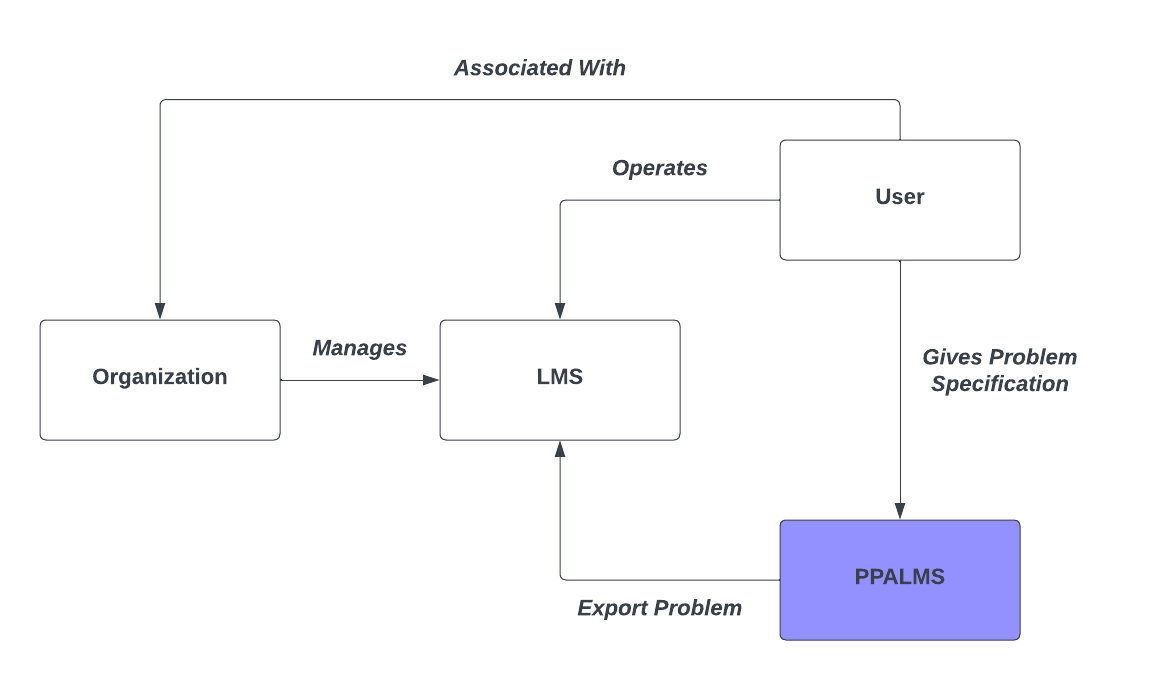 Associated With
Operates
User
Manages
Organization
LMS
Gives Problem
Specification
PPALMS
Export Problem